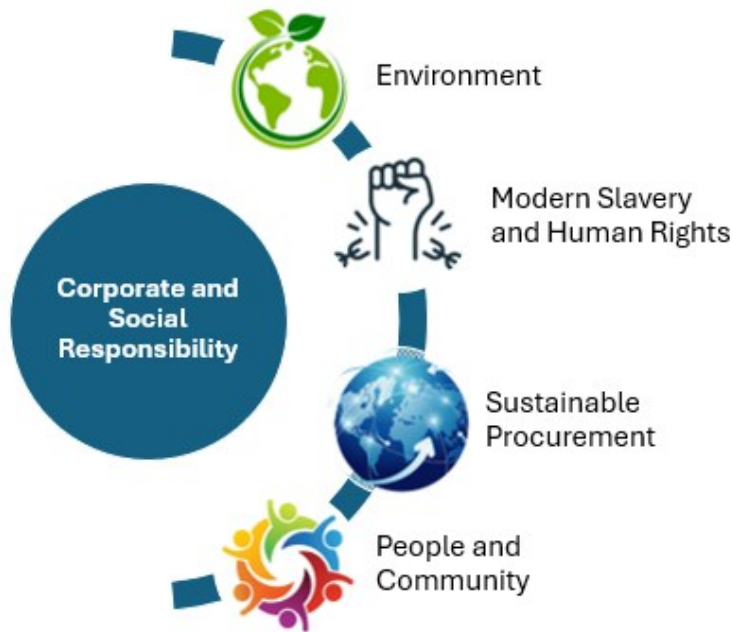 Environment
Modern Slavery
and Human Rights
Corporate and
Social
Responsibility
Sustainable
Procurement
People and
Community